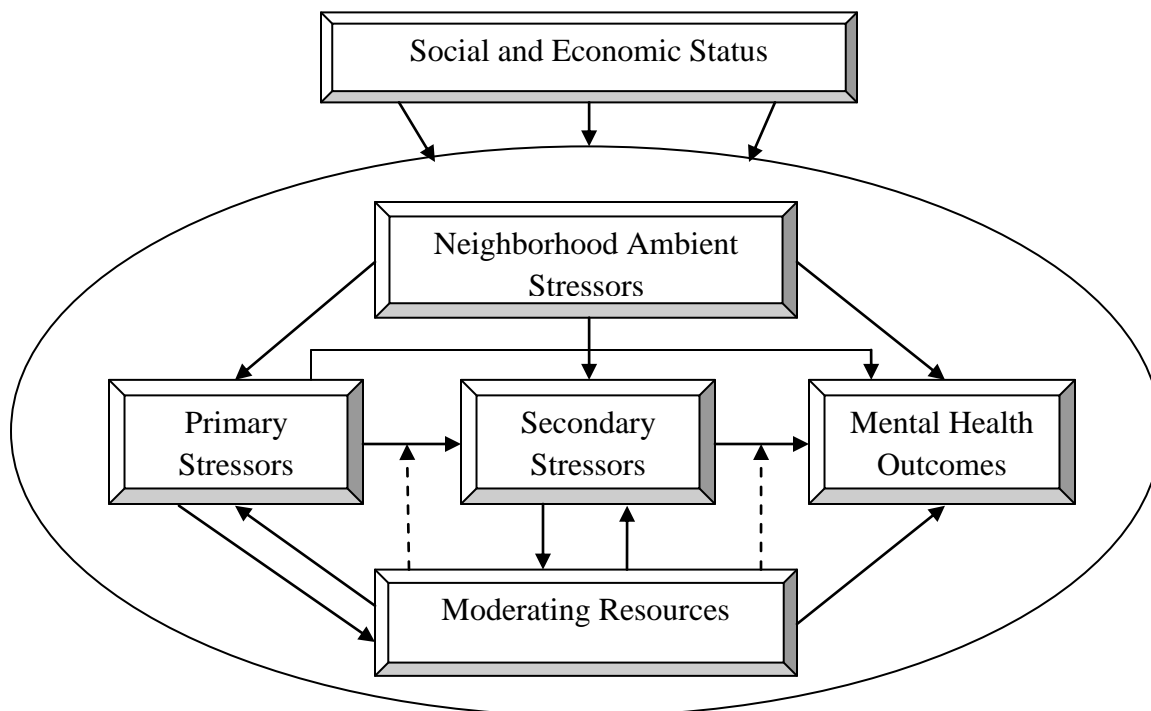 Social and Economic Status
Neighborhood Ambient
Stressors
Primary
Stressors
Secondary
Stressors
Mental Health
Outcomes
Moderating Resources